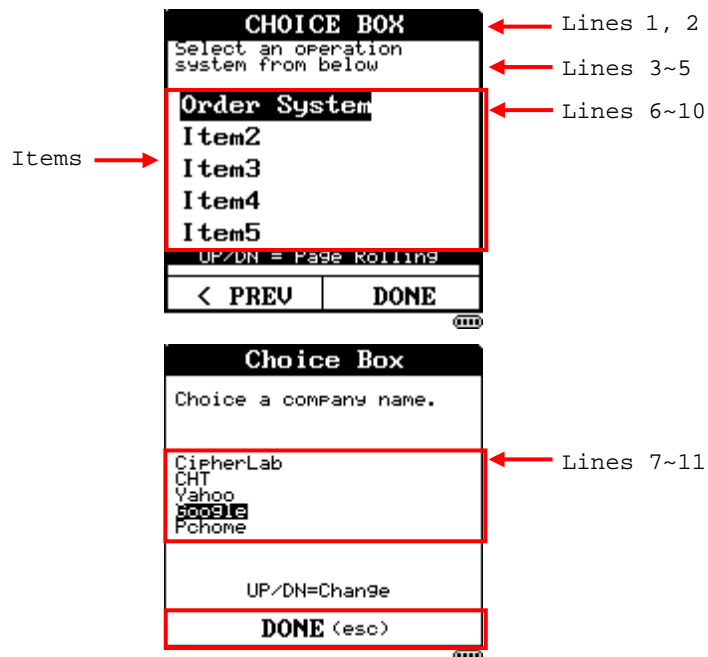 CHOICE BOX
Lines 1, 2
Select an operation
system from below
Lines 3~5
Order System
Lines 6~10
Item2
Items
Item3
Item4
Item5
UP/DN = Page Rolling
< PREV
DONE
Choice Box
Choice a company name.
CipherLab
Lines 7~11
CHT
Yahoo
Google
Pchome
UP/DN=Change
DONE (esc)